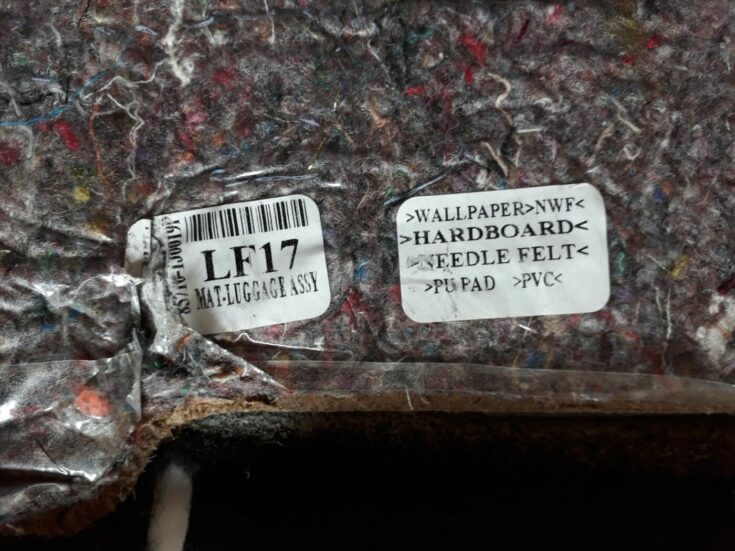 LF17
MAT-LUGGAGE ASSY
>WALLPAPER>NWF<
>HARDBOARD<
NEEDLE FELT<
>PU PAD >PVC<